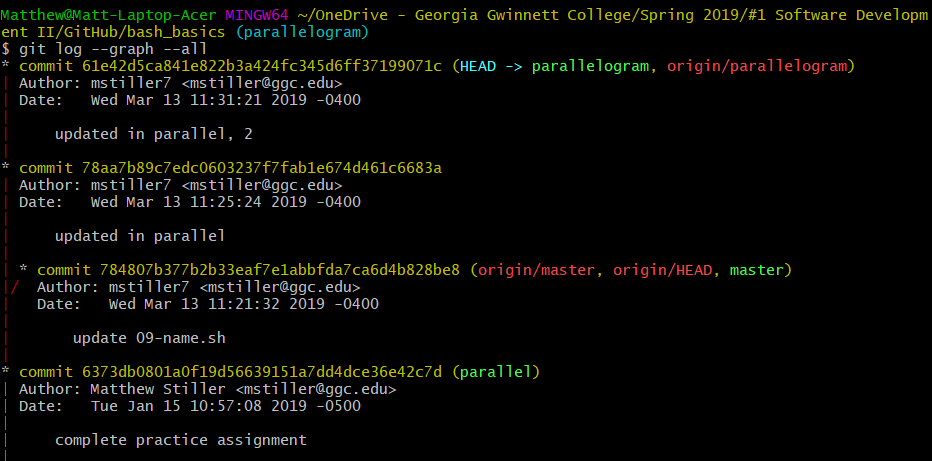 Matthew@Matt-Laptop-Acer MINGW64 ~/OneDrive - Georgia Gwinnett College/Spring 2019/#1 Software Developm
ent II/GitHub/bash_basics (parallelogram)
$ git log --graph --all
* commit 61e42d5ca841e822b3a424fc345d6ff37199071c (HEAD -> parallelogram, origin/parallelogram)
| Author: mstiller7 <mstiller@ggc.edu>
| Date:   Wed Mar 13 11:31:21 2019 -0400
|
|     updated in parallel, 2
|
* commit 78aa7b89c7edc0603237f7fab1e674d461c6683a
| Author: mstiller7 <mstiller@ggc.edu>
| Date:   Wed Mar 13 11:25:24 2019 -0400
|
|     updated in parallel
|
| * commit 784807b377b2b33eaf7e1abbfda7ca6d4b828be8 (origin/master, origin/HEAD, master)
|/  Author: mstiller7 <mstiller@ggc.edu>
|   Date:   Wed Mar 13 11:21:32 2019 -0400
|
|       update 09-name.sh
|
* commit 6373db0801a0f19d56639151a7dd4dce36e42c7d (parallel)
| Author: Matthew Stiller <mstiller@ggc.edu>
| Date:   Tue Jan 15 10:57:08 2019 -0500
|
|     complete practice assignment
|